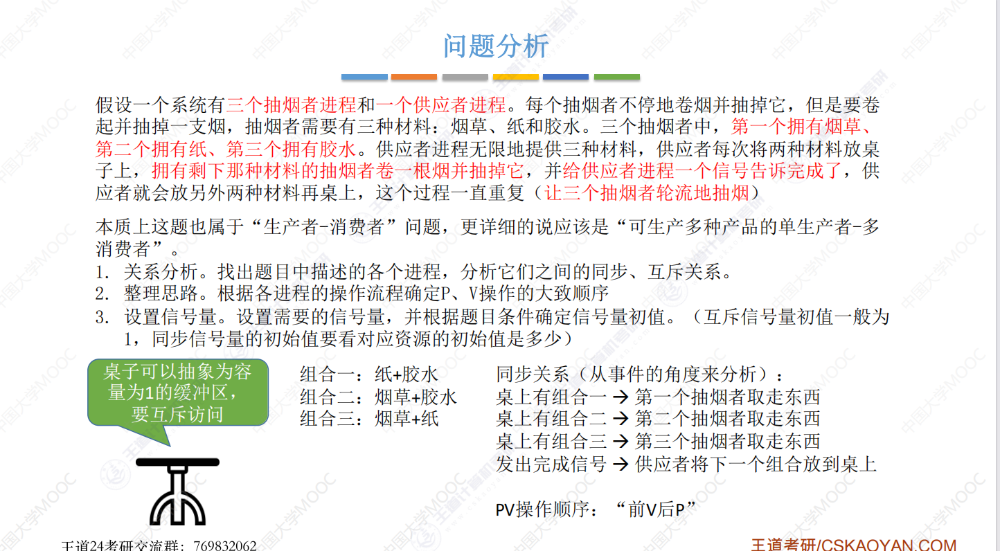 问题分析
假设一个系统有三个抽烟者进程和一个供应者进程。每个抽烟者不停地卷烟并抽掉它，但是要卷
起并抽掉一支烟，抽烟者需要有三种材料：烟草、纸和胶水。三个抽烟者中，第一个拥有烟草、
第二个拥有纸、第三个拥有胶水。供应者进程无限地提供三种材料，供应者每次将两种材料放桌
子上，拥有剩下那种材料的抽烟者卷一根烟并抽掉它，并给供应者进程一个信号告诉完成了，供
应者就会放另外两种材料再桌上，这个过程一直重复（让三个抽烟者轮流地抽烟）
本质上这题也属于“生产者-消费者”问题，更详细的说应该是“可生产多种产品的单生产者-多
消费者”。
1. 关系分析。找出题目中描述的各个进程，分析它们之间的同步、互斥关系。
2. 整理思路。根据各进程的操作流程确定P、V操作的大致顺序
3. 设置信号量。设置需要的信号量，并根据题目条件确定信号量初值。（互斥信号量初值一般为
1，同步信号量的初始值要看对应资源的初始值是多少）
桌子可以抽象为容
量为1的缓冲区，
要互斥访问
组合一：纸+胶水
组合二：烟草+胶水
组合三：烟草+纸
同步关系（从事件的角度来分析）：
桌上有组合一 → 第一个抽烟者取走东西
桌上有组合二 → 第二个抽烟者取走东西
桌上有组合三 → 第三个抽烟者取走东西
发出完成信号 → 供应者将下一个组合放到桌上
PV操作顺序：“前V后P”
王道24考研交流群：769832062
王道考研/CSKAOYAN.COM